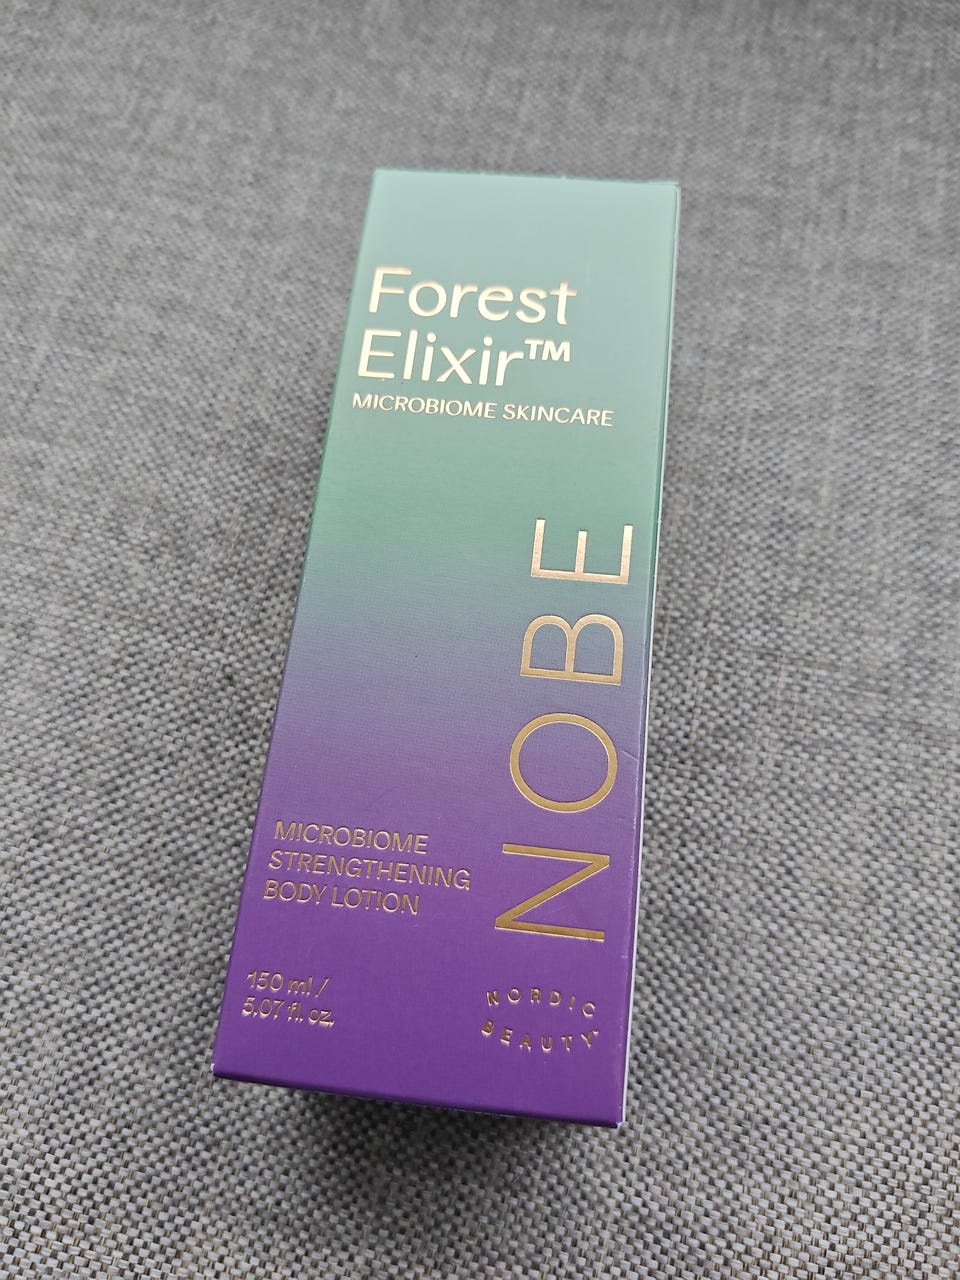 Forest
Elixir™
MICROBIOME SKINCARE
NOBE
MICROBIOME
STRENGTHENING
BODY LOTION
150 ml /
5.07 fl. oz.
NORDIC
BEAUTY